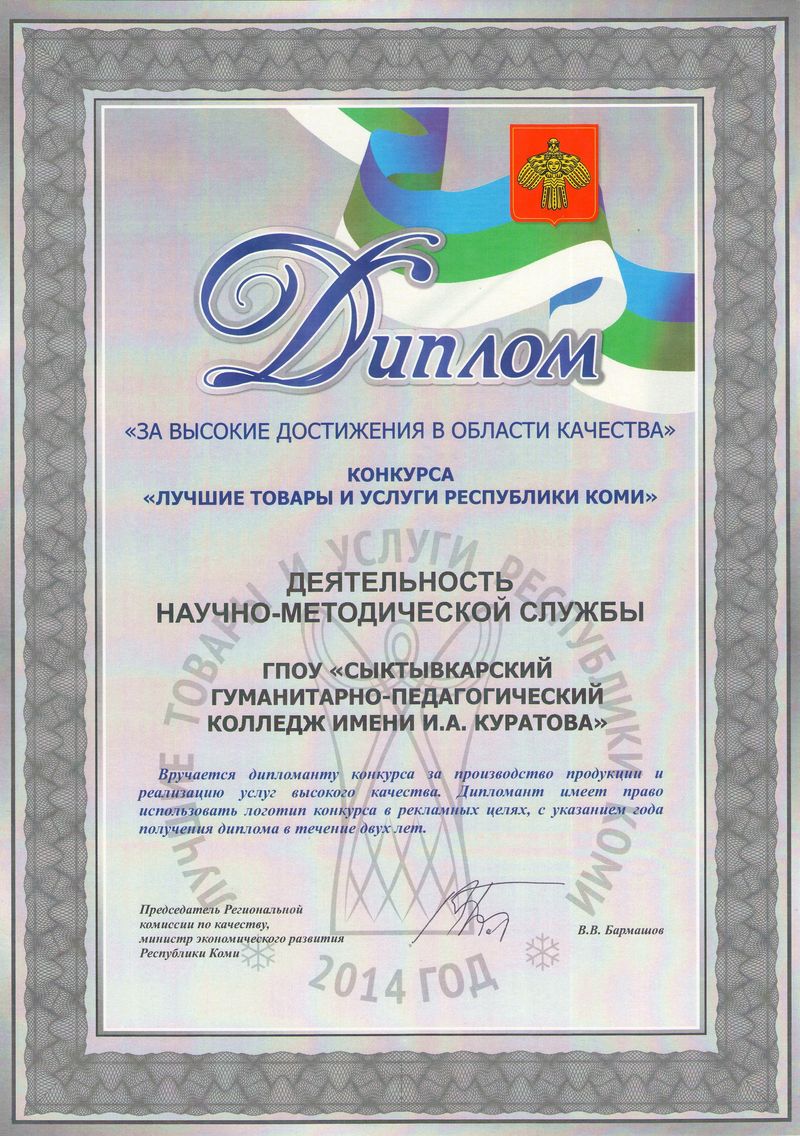 Диплом
«ЗА ВЫСОКИЕ ДОСТИЖЕНИЯ В ОБЛАСТИ КАЧЕСТВА»
КОНКУРСА
«ЛУЧШИЕ ТОВАРЫ И УСЛУГИ РЕСПУБЛИКИ КОМИ»
ЛУЧШИЕ ТОВАРЫ И УСЛУГИ РЕСПУБЛИКИ КОМИ
ДЕЯТЕЛЬНОСТЬ
НАУЧНО-МЕТОДИЧЕСКОЙ СЛУЖБЫ
ГПОУ «СЫКТЫВКАРСКИЙ
ГУМАНИТАРНО-ПЕДАГОГИЧЕСКИЙ
КОЛЛЕДЖ ИМЕНИ И.А. КУРАТОВА»
Вручается дипломанту конкурса за производство продукции и
реализацию услуг высокого качества. Дипломант имеет право
использовать логотип конкурса в рекламных целях, с указанием года
получения диплома в течение двух лет.
Председатель Региональной
комиссии по качеству,
министр экономического развития
Республики Коми
В.В. Бармашов
2014 ГОД